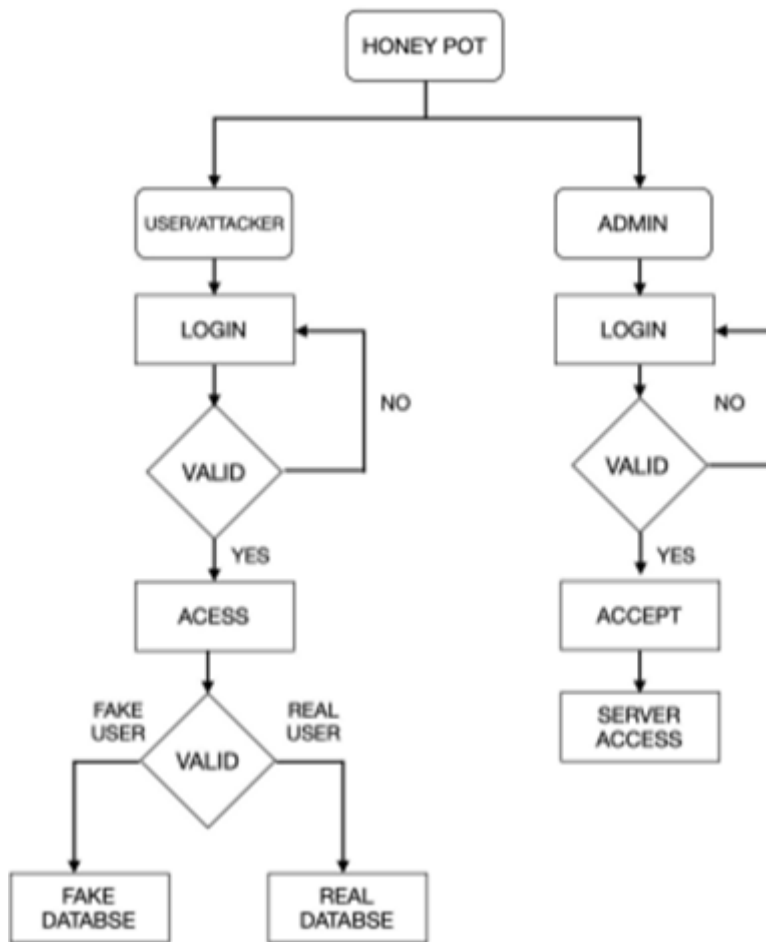 HONEY POT
USER/ATTACKER
ADMIN
LOGIN
LOGIN
NO
NO
VALID
VALID
YES
YES
ACESS
ACCEPT
FAKE
USER
REAL
USER
SERVER
ACCESS
VALID
FAKE
DATABSE
REAL
DATABSE